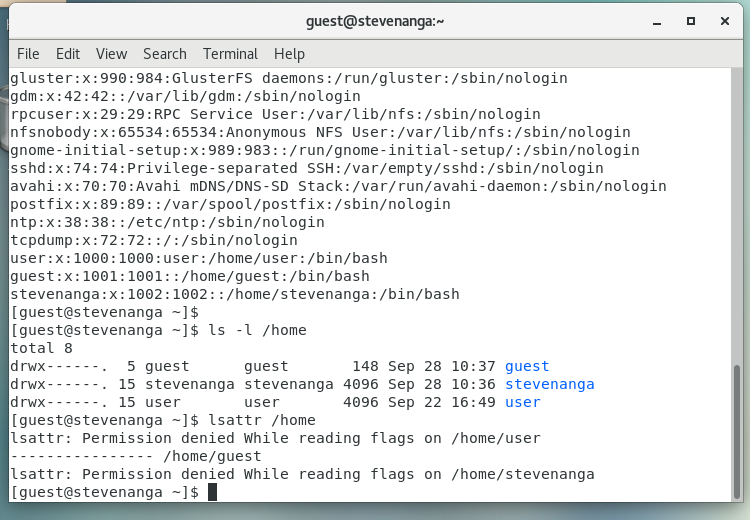 guest@stevenanga:~
File Edit View Search Terminal Help
gluster:x:990:984:GlusterFS daemons:/run/gluster:/sbin/nologin
gdm:x:42:42::/var/lib/gdm:/sbin/nologin
rpcuser:x:29:29:RPC Service User:/var/lib/nfs:/sbin/nologin
nfsnobody:x:65534:65534:Anonymous NFS User:/var/lib/nfs:/sbin/nologin
gnome-initial-setup:x:989:983::/run/gnome-initial-setup/:/sbin/nologin
sshd:x:74:74:Privilege-separated SSH:/var/empty/sshd:/sbin/nologin
avahi:x:70:70:Avahi mDNS/DNS-SD Stack:/var/run/avahi-daemon:/sbin/nologin
postfix:x:89:89::/var/spool/postfix:/sbin/nologin
ntp:x:38:38::/etc/ntp:/sbin/nologin
tcpdump:x:72:72::/:/sbin/nologin
user:x:1000:1000:user:/home/user:/bin/bash
guest:x:1001:1001::/home/guest:/bin/bash
stevenanga:x:1002:1002::/home/stevenanga:/bin/bash
[guest@stevenanga ~]$
[guest@stevenanga ~]$ ls -l /home
total 8
drwx------.  5 guest      guest       148 Sep 28 10:37 guest
drwx------. 15 stevenanga stevenanga 4096 Sep 28 10:36 stevenanga
drwx------. 15 user       user       4096 Sep 22 16:49 user
[guest@stevenanga ~]$ lsattr /home
lsattr: Permission denied While reading flags on /home/user
---------------- /home/guest
lsattr: Permission denied While reading flags on /home/stevenanga
[guest@stevenanga ~]$